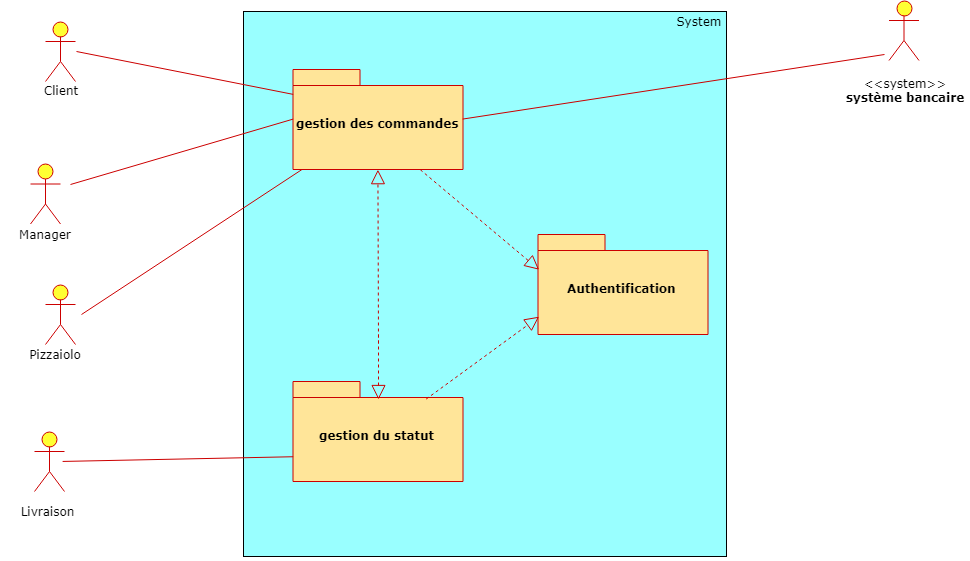 System
Client
<<system>>
système bancaire
gestion des commandes
Manager
Authentification
Pizzaiolo
gestion du statut
Livraison